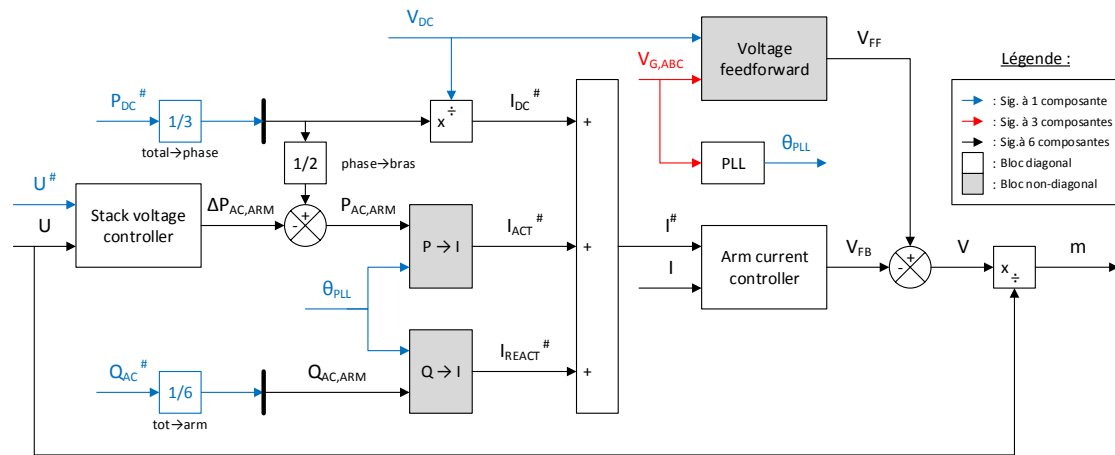 V_DC
Voltage
feedforward
V_FF
V_G,ABC
Légende :
: Sig. à 1 composante
: Sig. à 3 composantes
: Sig.à 6 composantes
: Bloc diagonal
: Bloc non-diagonal
P_DC^#
1/3
total→phase
x ÷
I_DC^#
+
1/2
phase→bras
PLL
θ_PLL
U^#
U
Stack voltage
controller
ΔP_AC,ARM
+
-
P_AC,ARM
P → I
I_ACT^#
+
I^#
I
Arm current
controller
V_FB
+
-
V
x ÷
m
θ_PLL
Q_AC^#
1/6
tot→arm
Q_AC,ARM
Q → I
I_REACT^#
+